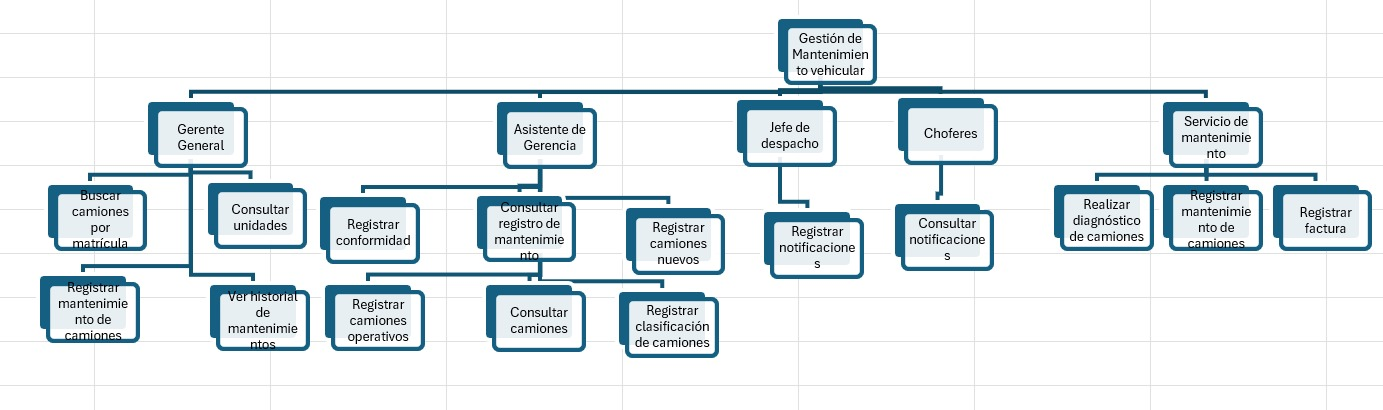 Gestión de
Mantenimien
to vehicular
Gerente
General
Asistente de
Gerencia
Jefe de
despacho
Choferes
Servicio de
mantenimie
nto
Buscar
camiones
por
matrícula
Consultar
unidades
Registrar
conformidad
Consultar
registro de
mantenimie
nto
Registrar
camiones
nuevos
Registrar
notificacione
s
Consultar
notificacione
s
Realizar
diagnóstico
de camiones
Registrar
mantenimie
nto de
camiones
Registrar
factura
Registrar
mantenimie
nto de
camiones
Ver historial
de
mantenimie
ntos
Registrar
camiones
operativos
Consultar
camiones
Registrar
clasificación
de camiones